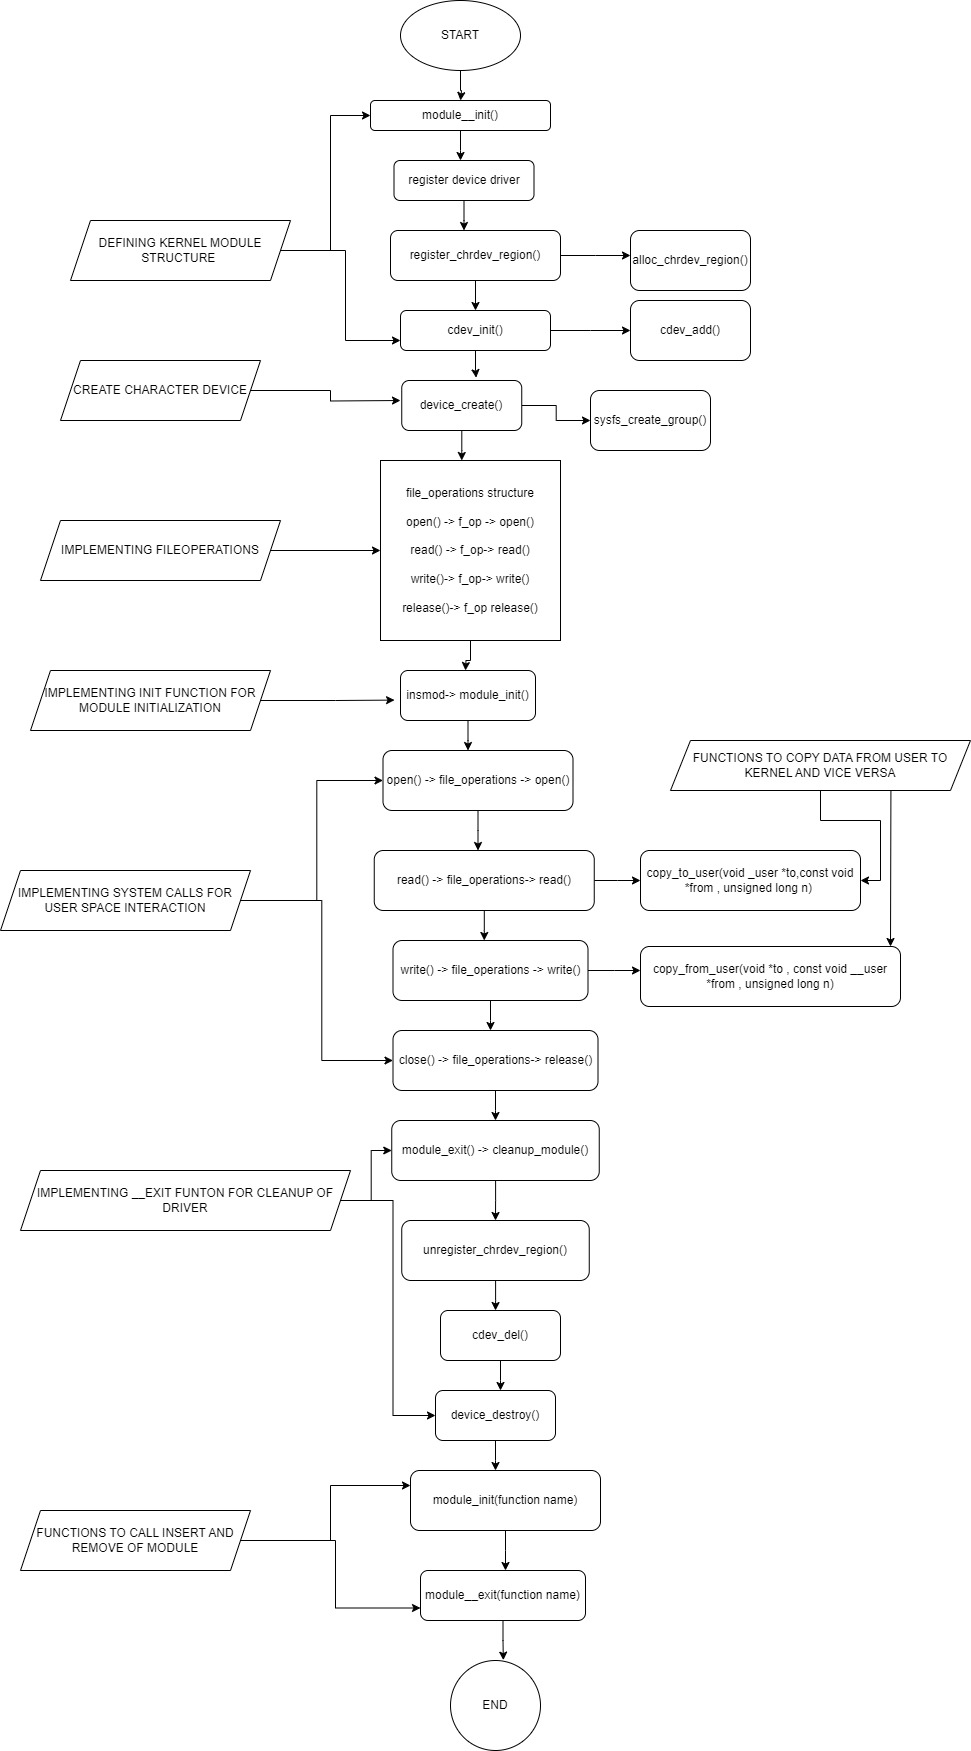 START
module__init()
register device driver
DEFINING KERNEL MODULE
STRUCTURE
register_chrdev_region()
alloc_chrdev_region()
cdev_init()
cdev_add()
CREATE CHARACTER DEVICE
device_create()
sysfs_create_group()
file_operations structure
open() -> f_op -> open()
read() -> f_op-> read()
write()-> f_op-> write()
release()-> f_op release()
IMPLEMENTING FILEOPERATIONS
IMPLEMENTING INIT FUNCTION FOR
MODULE INITIALIZATION
insmod-> module_init()
open() -> file_operations -> open()
FUNCTIONS TO COPY DATA FROM USER TO
KERNEL AND VICE VERSA
IMPLEMENTING SYSTEM CALLS FOR
USER SPACE INTERACTION
read() -> file_operations-> read()
copy_to_user(void _user *to,const void
*from , unsigned long n)
write() -> file_operations -> write()
copy_from_user(void *to , const void __user
*from , unsigned long n)
close() -> file_operations-> release()
module_exit() -> cleanup_module()
IMPLEMENTING __EXIT FUNTON FOR CLEANUP OF
DRIVER
unregister_chrdev_region()
cdev_del()
device_destroy()
module_init(function name)
FUNCTIONS TO CALL INSERT AND
REMOVE OF MODULE
module__exit(function name)
END